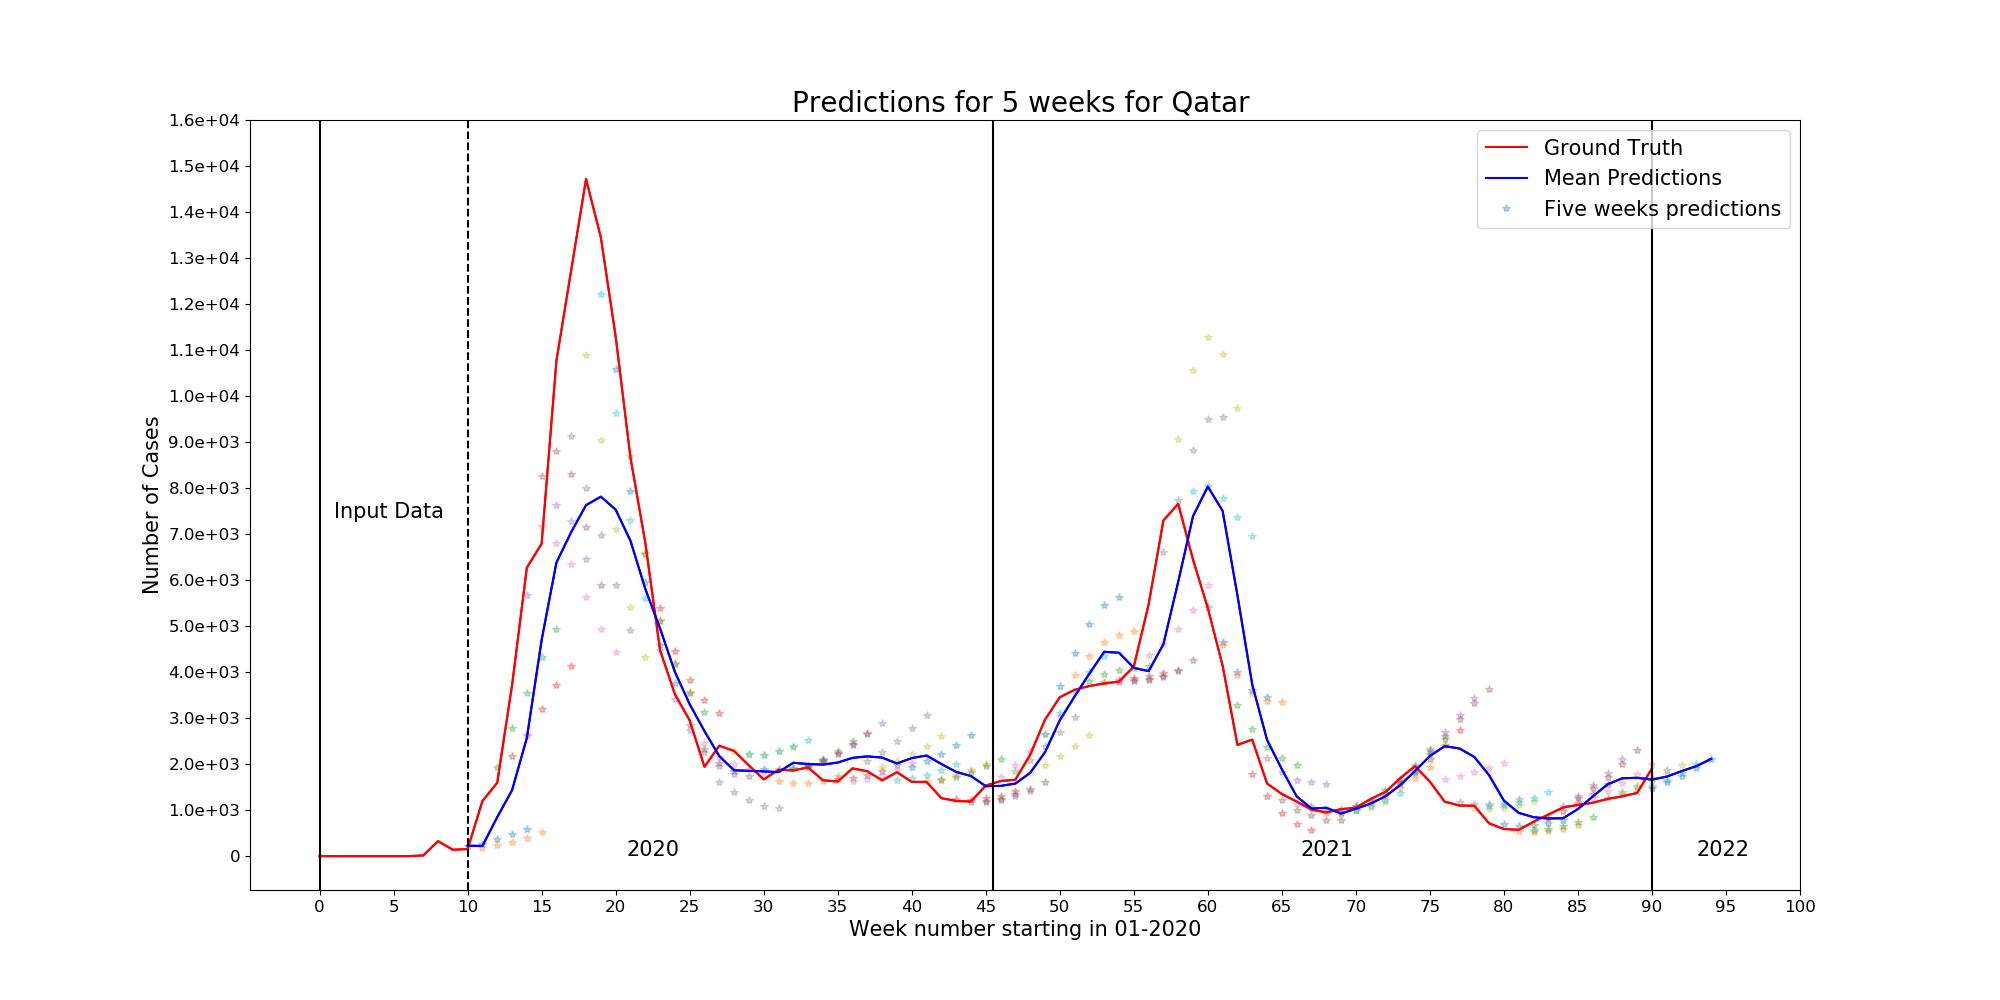 Predictions for 5 weeks for Qatar
1.6e+04
1.5e+04
1.4e+04
1.3e+04
1.2e+04
1.1e+04
1.0e+04
9.0e+03
8.0e+03
7.0e+03
6.0e+03
5.0e+03
4.0e+03
3.0e+03
2.0e+03
1.0e+03
0
Number of Cases
Ground Truth
Mean Predictions
Five weeks predictions
Input Data
2020
2021
2022
0 5 10 15 20 25 30 35 40 45 50 55 60 65 70 75 80 85 90 95 100
Week number starting in 01-2020